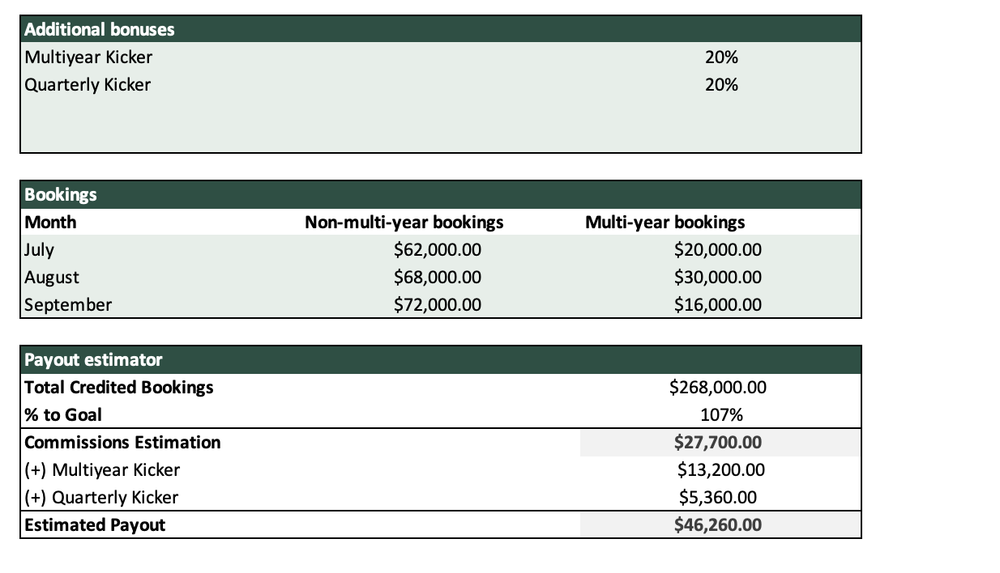 Additional bonuses
Multiyear Kicker 20%
Quarterly Kicker 20%
Bookings
Month Non-multi-year bookings Multi-year bookings
July $62,000.00 $20,000.00
August $68,000.00 $30,000.00
September $72,000.00 $16,000.00
Payout estimator
Total Credited Bookings $268,000.00
% to Goal 107%
Commissions Estimation $27,700.00
(+) Multiyear Kicker $13,200.00
(+) Quarterly Kicker $5,360.00
Estimated Payout $46,260.00